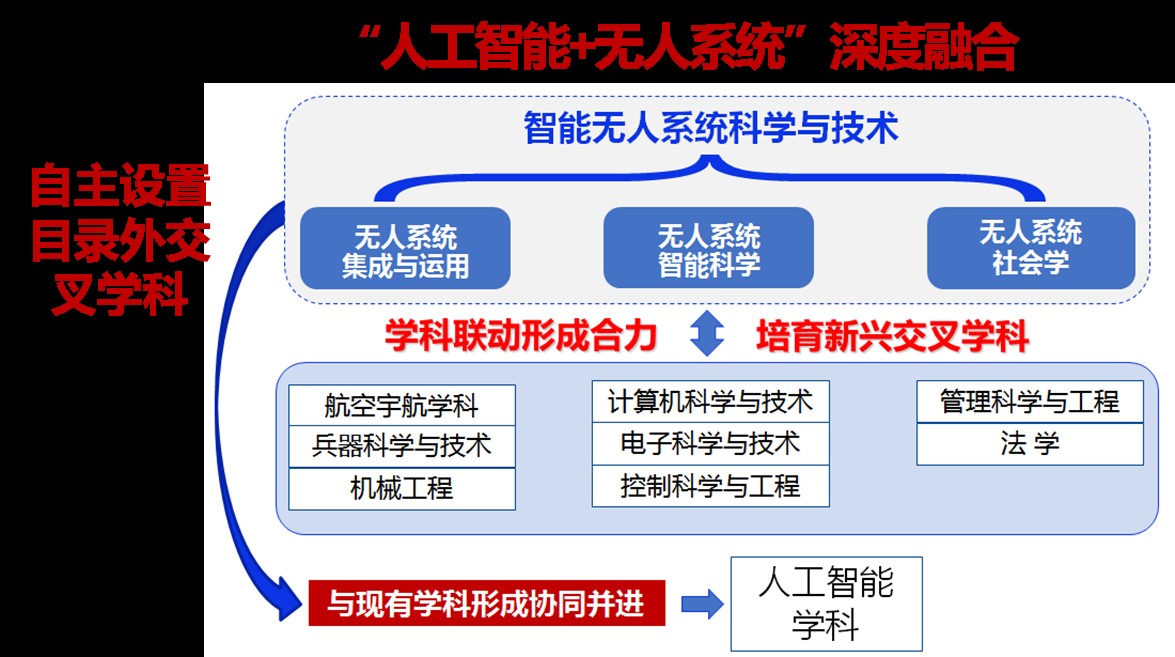 “人工智能+无人系统”深度融合
自主设置
目录外交
叉学科
智能无人系统科学与技术
无人系统
集成与运用
无人系统
智能科学
无人系统
社会学
学科联动形成合力
培育新兴交叉学科
航空宇航学科
兵器科学与技术
机械工程
计算机科学与技术
电子科学与技术
控制科学与工程
管理科学与工程
法 学
与现有学科形成协同并进
人工智能
学科